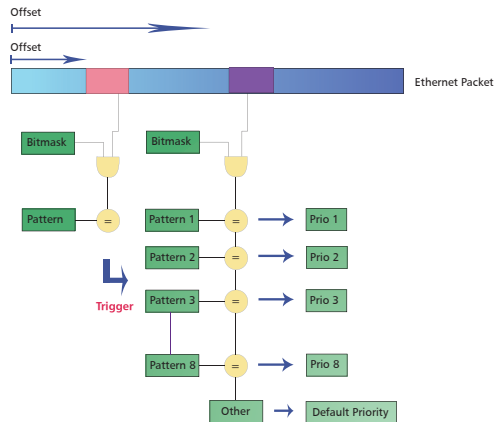 Offset
Offset
Ethernet Packet
Bitmask
Bitmask
Pattern
=
Pattern 1
=
Prio 1
Pattern 2
=
Prio 2
Trigger
Pattern 3
=
Prio 3
Pattern 8
=
Prio 8
Other
Default Priority